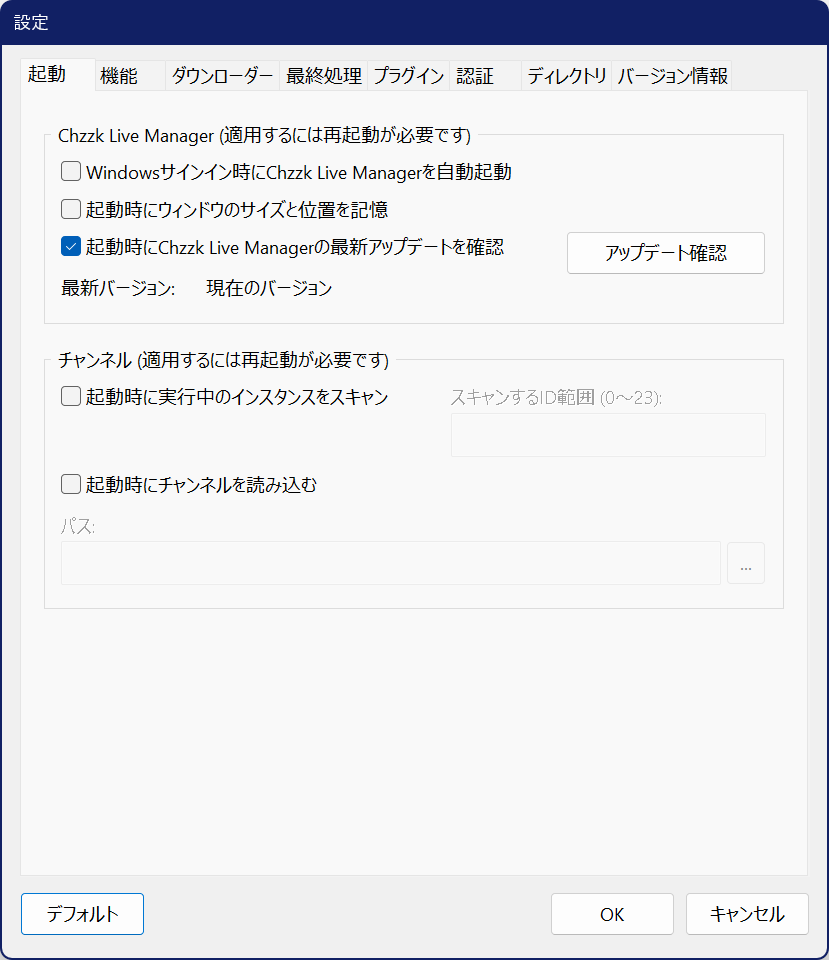 設定
起動 機能 ダウンローダー 最終処理 プラグイン 認証 ディレクトリ バージョン情報
Chzzk Live Manager (適用するには再起動が必要です)
Windowsサインイン時にChzzk Live Managerを自動起動
起動時にウィンドウのサイズと位置を記憶
起動時にChzzk Live Managerの最新アップデートを確認 アップデート確認
最新バージョン: 現在のバージョン
チャンネル (適用するには再起動が必要です)
起動時に実行中のインスタンスをスキャン スキャンするID範囲 (0～23):
起動時にチャンネルを読み込む
パス:
...
デフォルト OK キャンセル